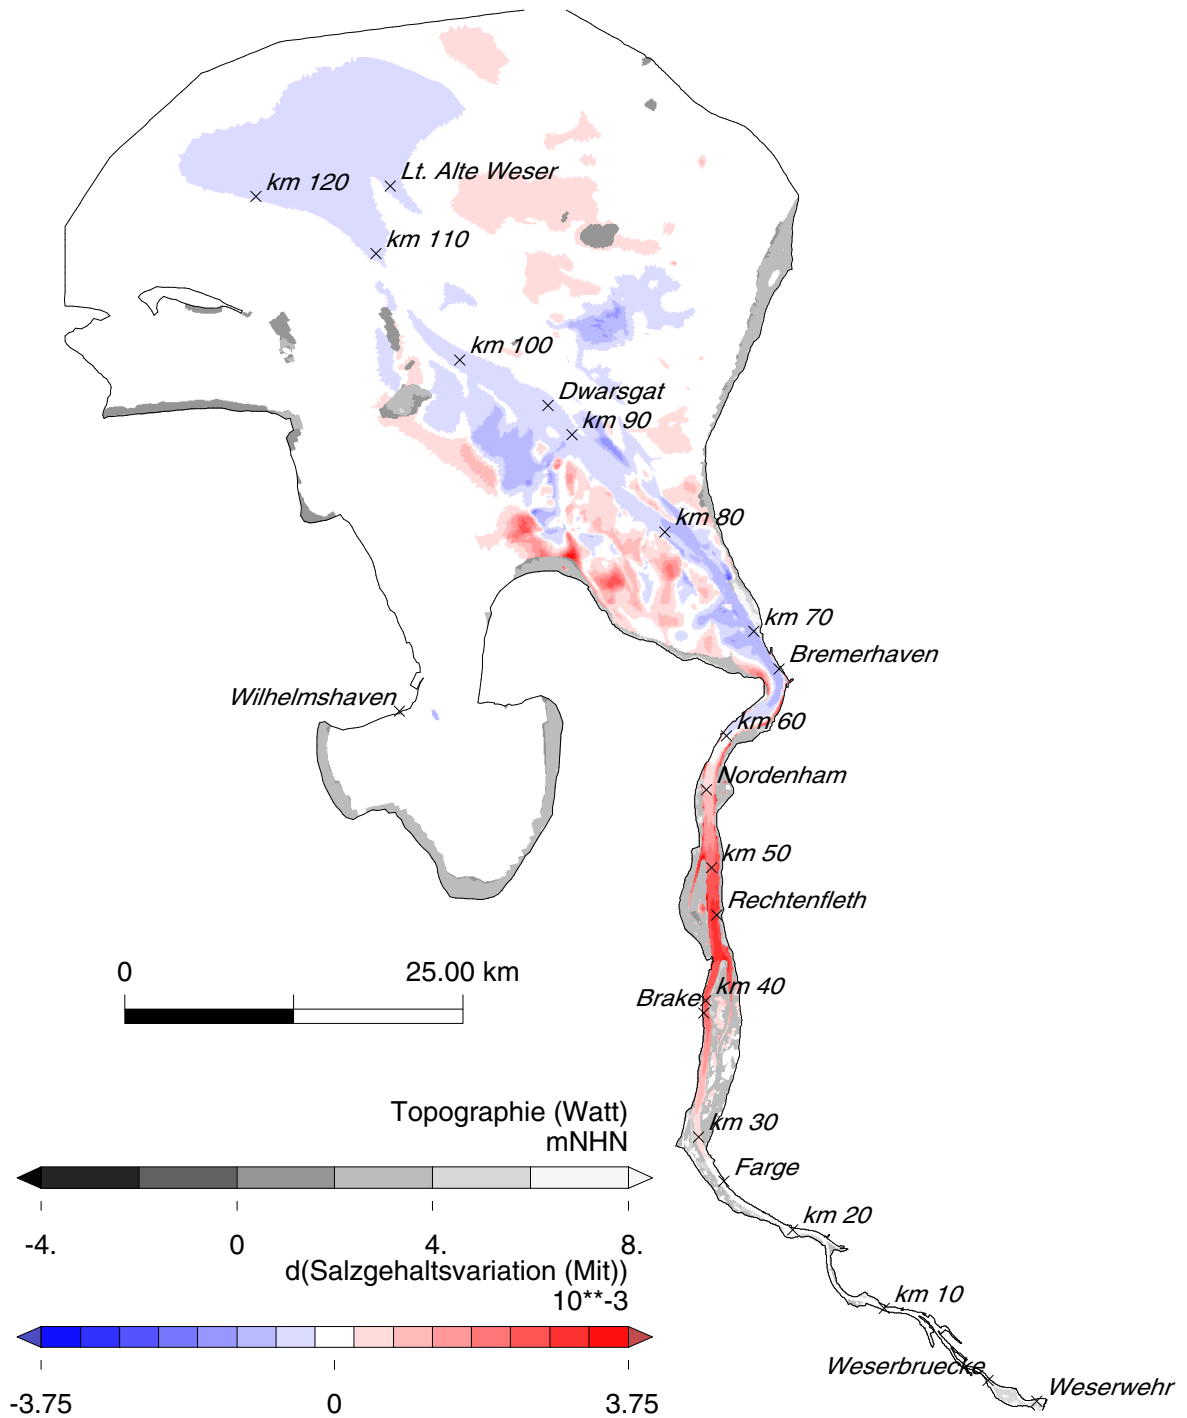 km 120
Lt. Alte Weser
km 110
km 100
Dwarsgat
km 90
km 80
km 70
Bremerhaven
Wilhelmshaven
km 60
Nordenham
km 50
Rechtenfleth
0 25.00 km
Brake km 40
Topographie (Watt)
mNHN
km 30
Farge
-4. 0 4. 8.
km 20
d(Salzgehaltsvariation (Mit))
10**-3
km 10
Weserbruecke
Weserwehr
-3.75 0 3.75